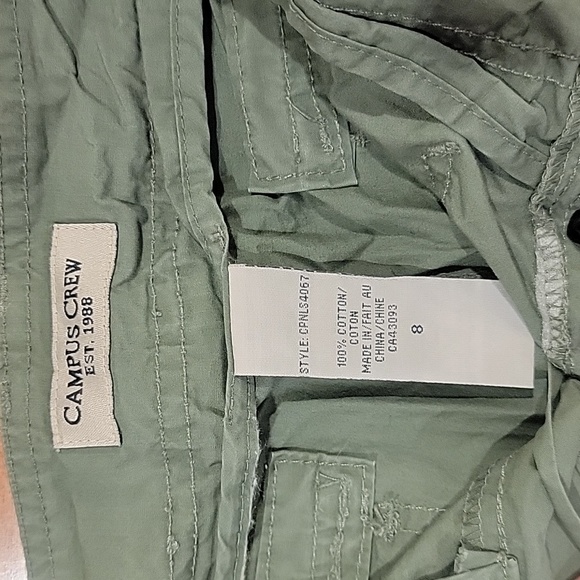 CAMPUS CREW
EST. 1988
STYLE: CPNLS4067
100% COTTON/
COTON
MADE IN/FAIT AU
CHINA/CHINE
CA43093
8